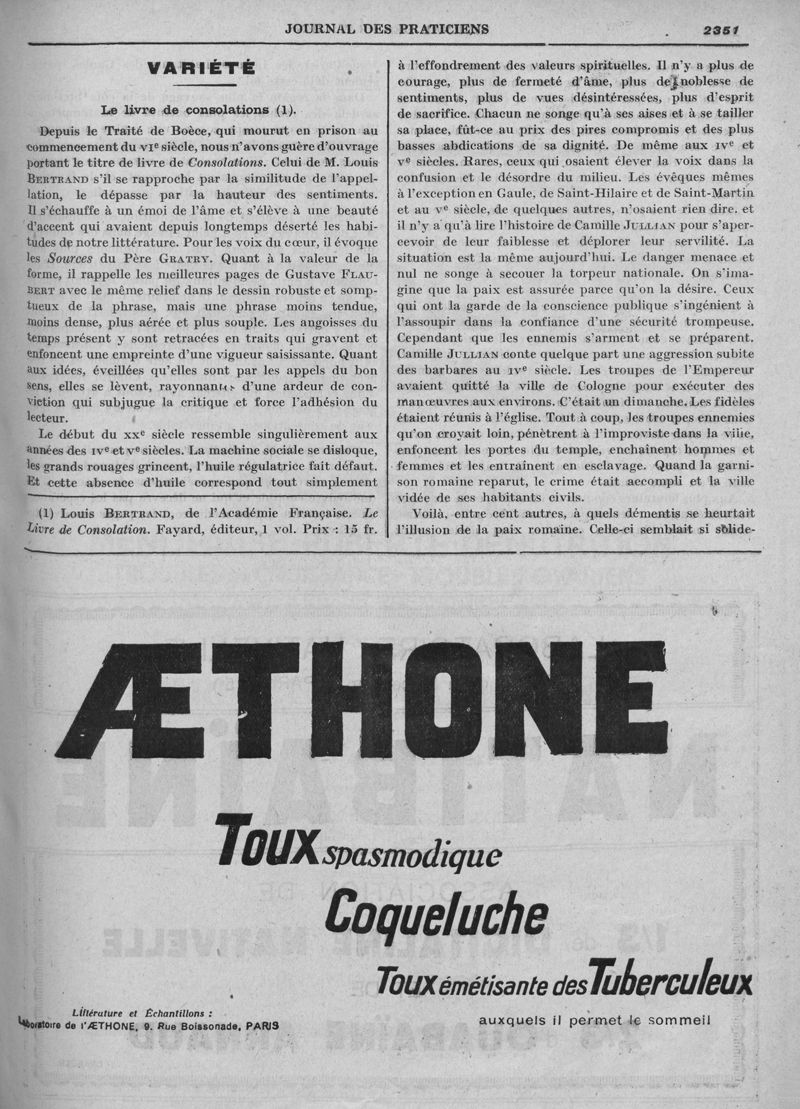 JOURNAL DES PRATICIENS
2351
VARIÉTÉ
Le livre de consolations (1).
Depuis le Traité de Boèce, qui mourut en prison au
commencement du VIe siècle, nous n'avons guère d'ouvrage
portant le titre de livre de Consolations. Celui de M. Louis
BERTRAND s'il se rapproche par la similitude de l'appel-
lation, le dépasse par la hauteur des sentiments.
Il s'échauffe à un émoi de l'âme et s'élève à une beauté
d'accent qui avaient depuis longtemps déserté les habi-
tudes de notre littérature. Pour les voix du cœur, il évoque
les Sources du Père GRATRY. Quant à la valeur de la
forme, il rappelle les meilleures pages de Gustave FLAU-
BERT avec le même relief dans le dessin robuste et somp-
tueux de la phrase, mais une phrase moins tendue,
moins dense, plus aérée et plus souple. Les angoisses du
temps présent y sont retracées en traits qui gravent et
enfoncent une empreinte d'une vigueur saisissante. Quant
aux idées, éveillées qu'elles sont par les appels du bon
sens, elles se lèvent, rayonnantes d'une ardeur de con-
viction qui subjugue la critique et force l'adhésion du
lecteur.
Le début du XXe siècle ressemble singulièrement aux
années des IVe et Ve siècles. La machine sociale se disloque,
les grands rouages grincent, l'huile régulatrice fait défaut.
Et cette absence d'huile correspond tout simplement
(1) Louis BERTRAND, de l'Académie Française. Le
Livre de Consolation. Fayard, éditeur, 1 vol. Prix : 15 fr.
à l'effondrement des valeurs spirituelles. Il n'y a plus de
courage, plus de fermeté d'âme, plus de noblesse de
sentiments, plus de vues désintéressées, plus d'esprit
de sacrifice. Chacun ne songe qu'à ses aises et à se tailler
sa place, fût-ce au prix des pires compromis et des plus
basses abdications de sa dignité. De même aux IVe et
Ve siècles. Rares, ceux qui osaient élever la voix dans la
confusion et le désordre du milieu. Les évêques mêmes
à l'exception en Gaule, de Saint-Hilaire et de Saint-Martin
et au Ve siècle, de quelques autres, n'osaient rien dire, et
il n'y a qu'à lire l'histoire de Camille JULLIAN pour s'aper-
cevoir de leur faiblesse et déplorer leur servilité. La
situation est la même aujourd'hui. Le danger menace et
nul ne songe à secouer la torpeur nationale. On s'ima-
gine que la paix est assurée parce qu'on la désire. Ceux
qui ont la garde de la conscience publique s'ingénient à
l'assoupir dans la confiance d'une sécurité trompeuse.
Cependant que les ennemis s'arment et se préparent.
Camille JULLIAN conte quelque part une aggression subite
des barbares au IVe siècle. Les troupes de l'Empereur
avaient quitté la ville de Cologne pour exécuter des
manœuvres aux environs. C'était un dimanche. Les fidèles
étaient réunis à l'église. Tout à coup, les troupes ennemies
qu'on croyait loin, pénètrent à l'improviste dans la ville,
enfoncent les portes du temple, enchaînent hommes et
femmes et les entraînent en esclavage. Quand la garni-
son romaine reparut, le crime était accompli et la ville
vidée de ses habitants civils.
Voilà, entre cent autres, à quels démentis se heurtait
l'illusion de la paix romaine. Celle-ci semblait si solide-
ÆTHONE
Toux spasmodique
Coqueluche
Toux émétisante des Tuberculeux
auxquels il permet le sommeil
Littérature et Échantillons :
Laboratoire de l'ÆTHONE, 9, Rue Boissonade, PARIS